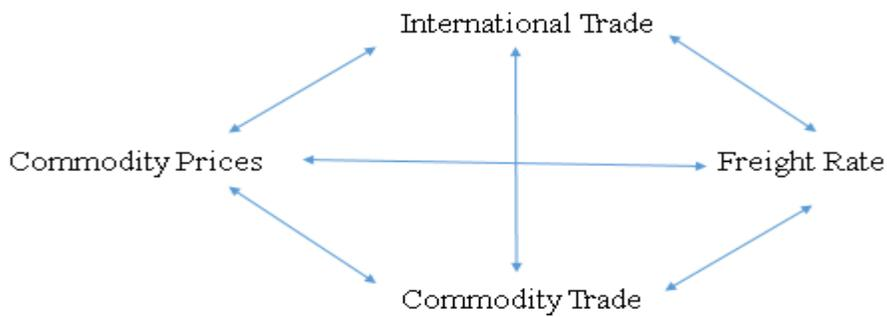 International Trade
Commodity Prices
Freight Rate
Commodity Trade